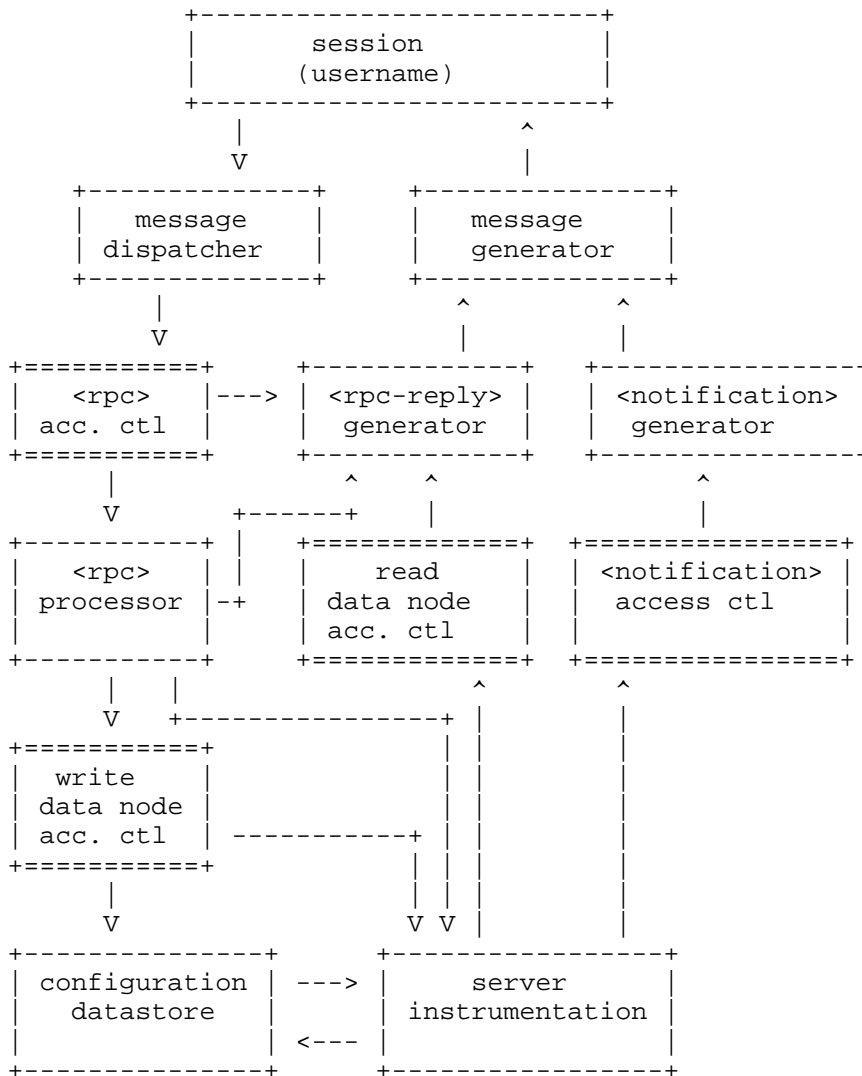 session
(username)
message
dispatcher
message
generator
<rpc>
acc. ctl
<rpc-reply>
generator
<notification>
generator
<rpc>
processor
read
data node
acc. ctl
<notification>
access ctl
write
data node
acc. ctl
configuration
datastore
server
instrumentation